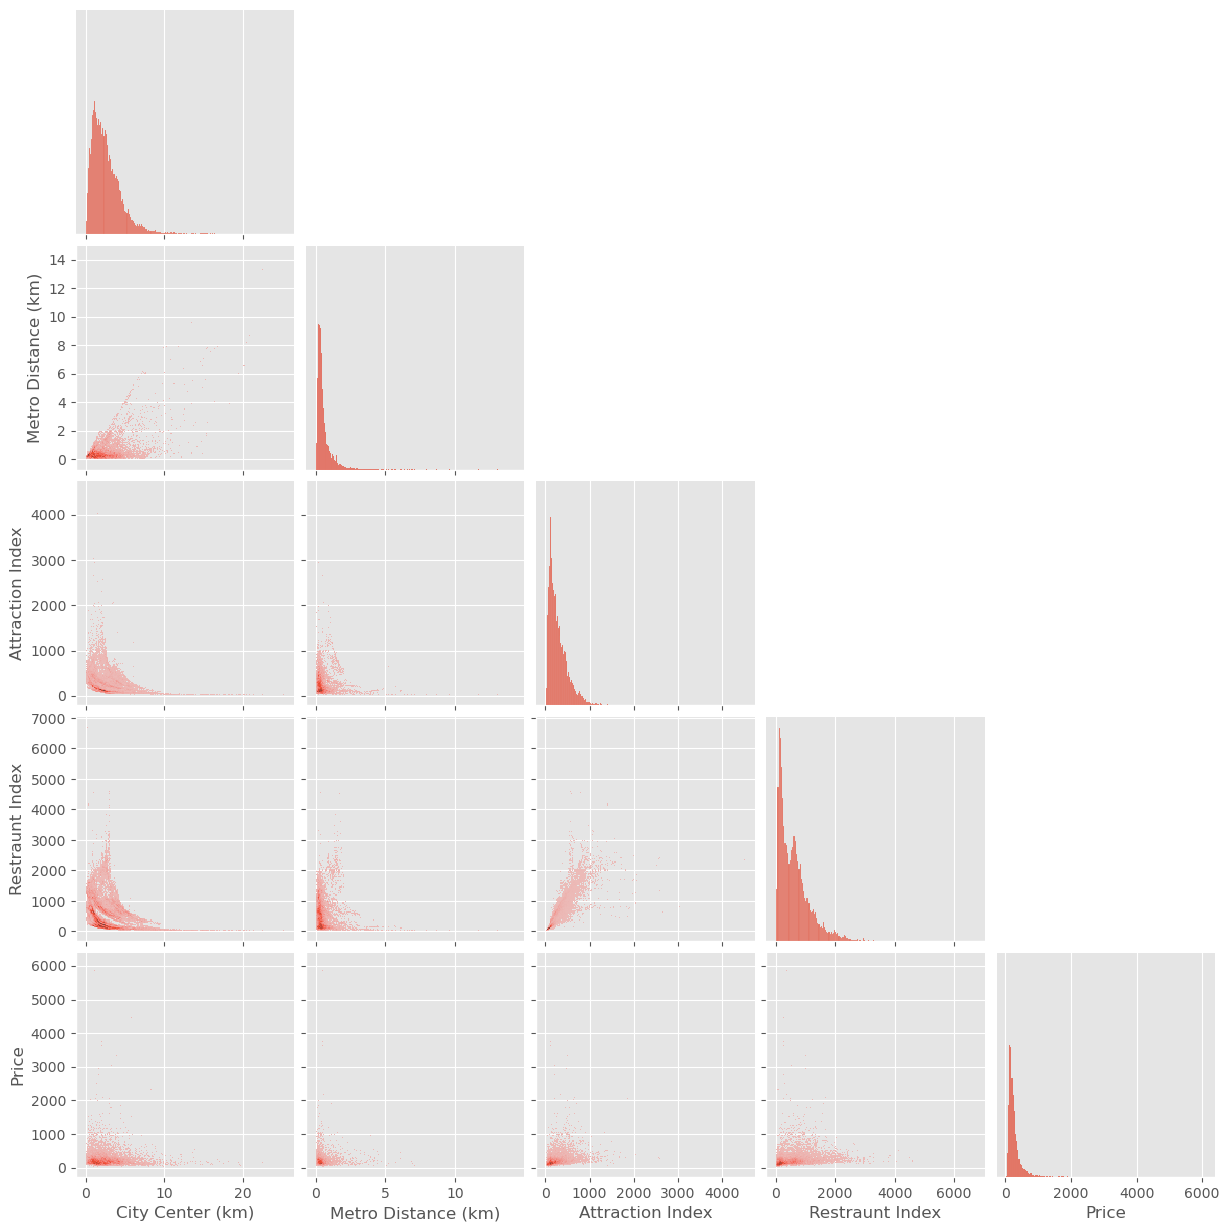 14
12
10
8
6
4
2
0
Metro Distance (km)
4000
3000
2000
1000
0
Attraction Index
7000
6000
5000
4000
3000
2000
1000
0
Restraunt Index
6000
5000
4000
3000
2000
1000
0
Price
0 10 20
City Center (km)
0 5 10
Metro Distance (km)
0 1000 2000 3000 4000
Attraction Index
0 2000 4000 6000
Restraunt Index
0 2000 4000 6000
Price